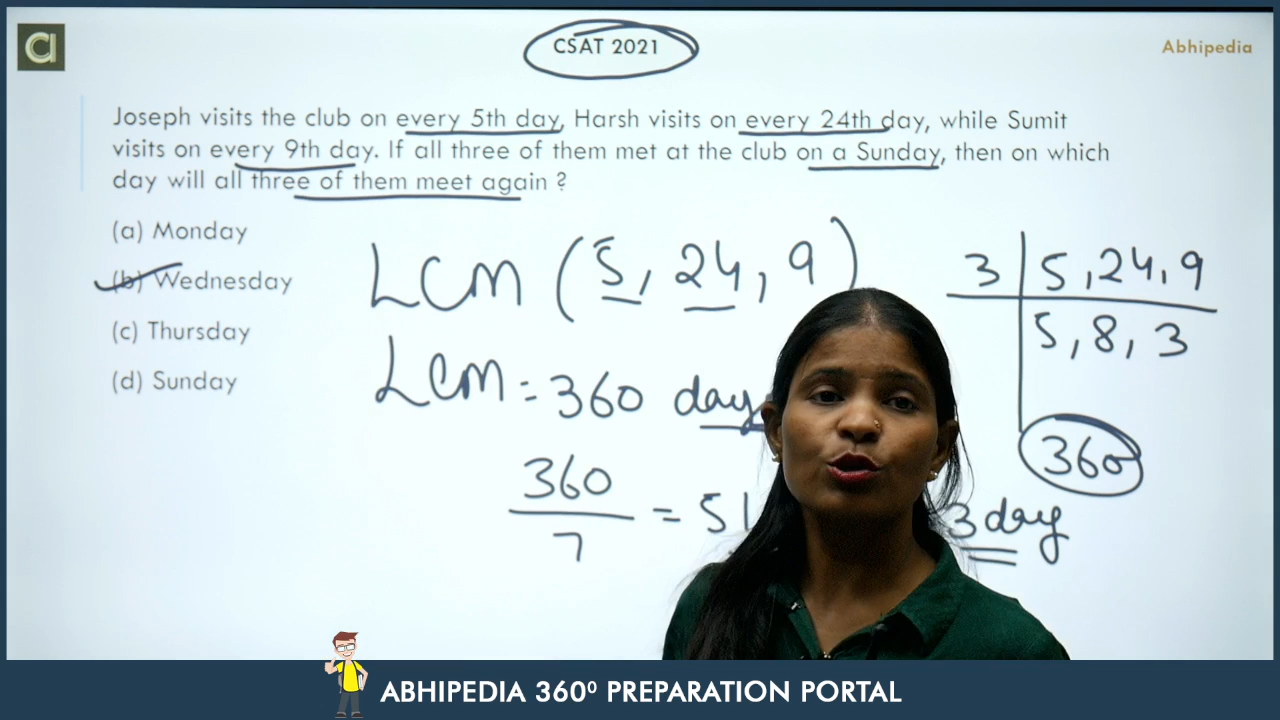 CSAT 2021
Abhipedia
Joseph visits the club on every 5th day, Harsh visits on every 24th day, while Sumit
visits on every 9th day. If all three of them met at the club on a Sunday, then on which
day will all three of them meet again ?
(a) Monday
(b) Wednesday
(c) Thursday
(d) Sunday
LCM (5, 24, 9)
LCM = 360 day
360
7
= 51
3 day
3 | 5, 24, 9
5, 8, 3
360
ABHIPEDIA 360⁰ PREPARATION PORTAL